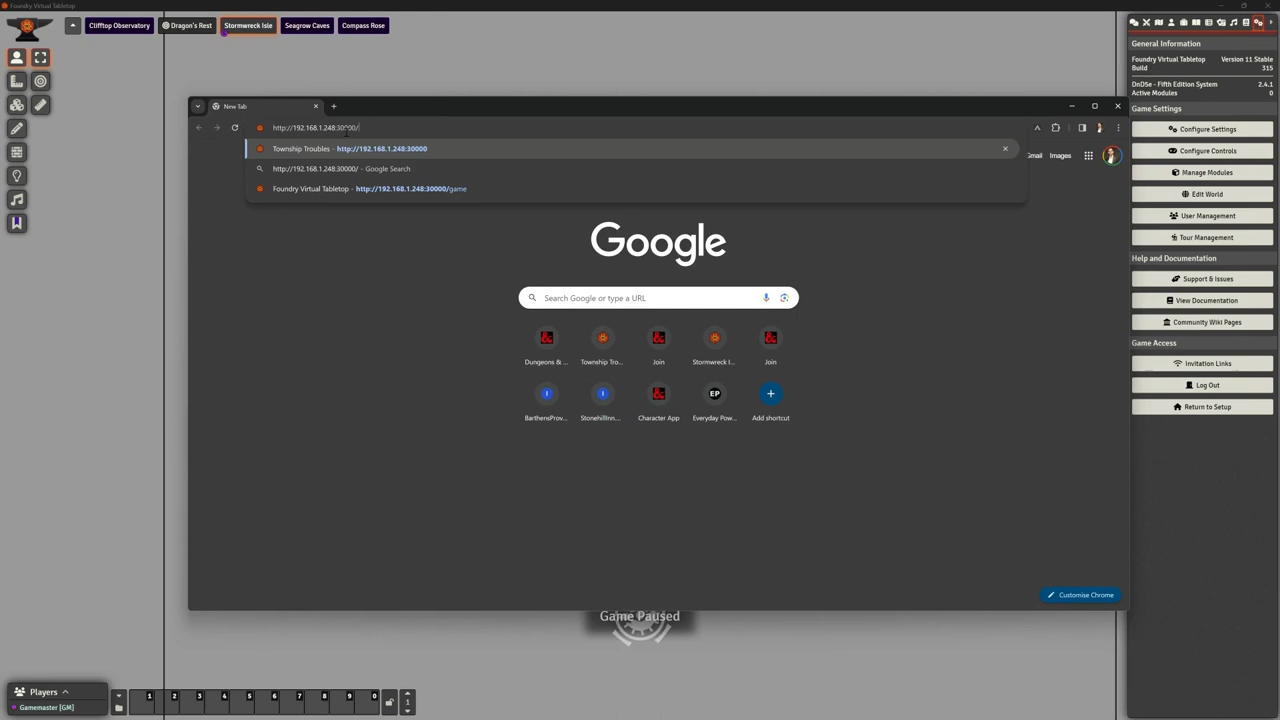 Foundry Virtual Tabletop
Clifftop Observatory
Dragon's Rest
Stormwreck Isle
Seagrow Caves
Compass Rose
General Information
Foundry Virtual Tabletop
Build
Version 11 Stable
315
DnD5e - Fifth Edition System
Active Modules
2.4.1
0
Game Settings
Configure Settings
Configure Controls
Manage Modules
Edit World
User Management
Tour Management
Help and Documentation
Support & Issues
View Documentation
Community Wiki Pages
Game Access
Invitation Links
Log Out
Return to Setup
New Tab
http://192.168.1.248:30000/
Township Troubles - http://192.168.1.248:30000
http://192.168.1.248:30000/ - Google Search
Foundry Virtual Tabletop - http://192.168.1.248:30000/game
Gmail Images
Google
Search Google or type a URL
Dungeons & ...
Township Tro...
Join
Stormwreck I...
Join
I
I
EP
BarthensProv...
StonehillInn...
Character App
Everyday Pow...
Add shortcut
Customise Chrome
Game Paused
Players
Gamemaster [GM]
1 2 3 4 5 6 7 8 9 0
1